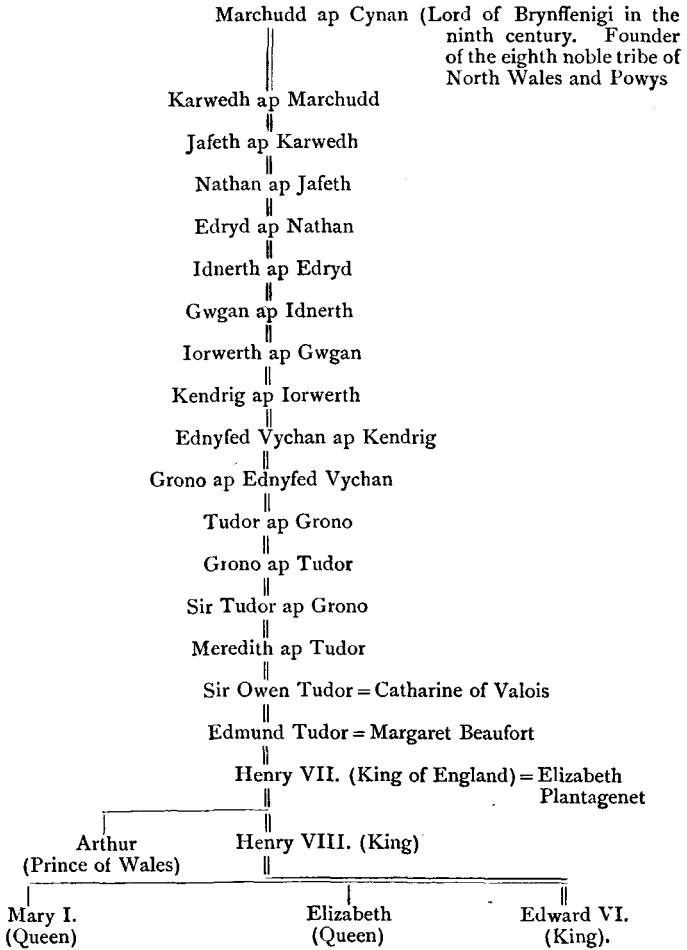 Marchudd ap Cynan (Lord of Brynffenigi in the
ninth century. Founder
of the eighth noble tribe of
North Wales and Powys
Karwedh ap Marchudd
Jafeth ap Karwedh
Nathan ap Jafeth
Edryd ap Nathan
Idnerth ap Edryd
Gwgan ap Idnerth
Iorwerth ap Gwgan
Kendrig ap Iorwerth
Ednyfed Vychan ap Kendrig
Grono ap Ednyfed Vychan
Tudor ap Grono
Grono ap Tudor
Sir Tudor ap Grono
Meredith ap Tudor
Sir Owen Tudor = Catharine of Valois
Edmund Tudor = Margaret Beaufort
Henry VII. (King of England) = Elizabeth
Plantagenet
Arthur
(Prince of Wales)
Henry VIII. (King)
Mary I.
(Queen)
Elizabeth
(Queen)
Edward VI.
(King).